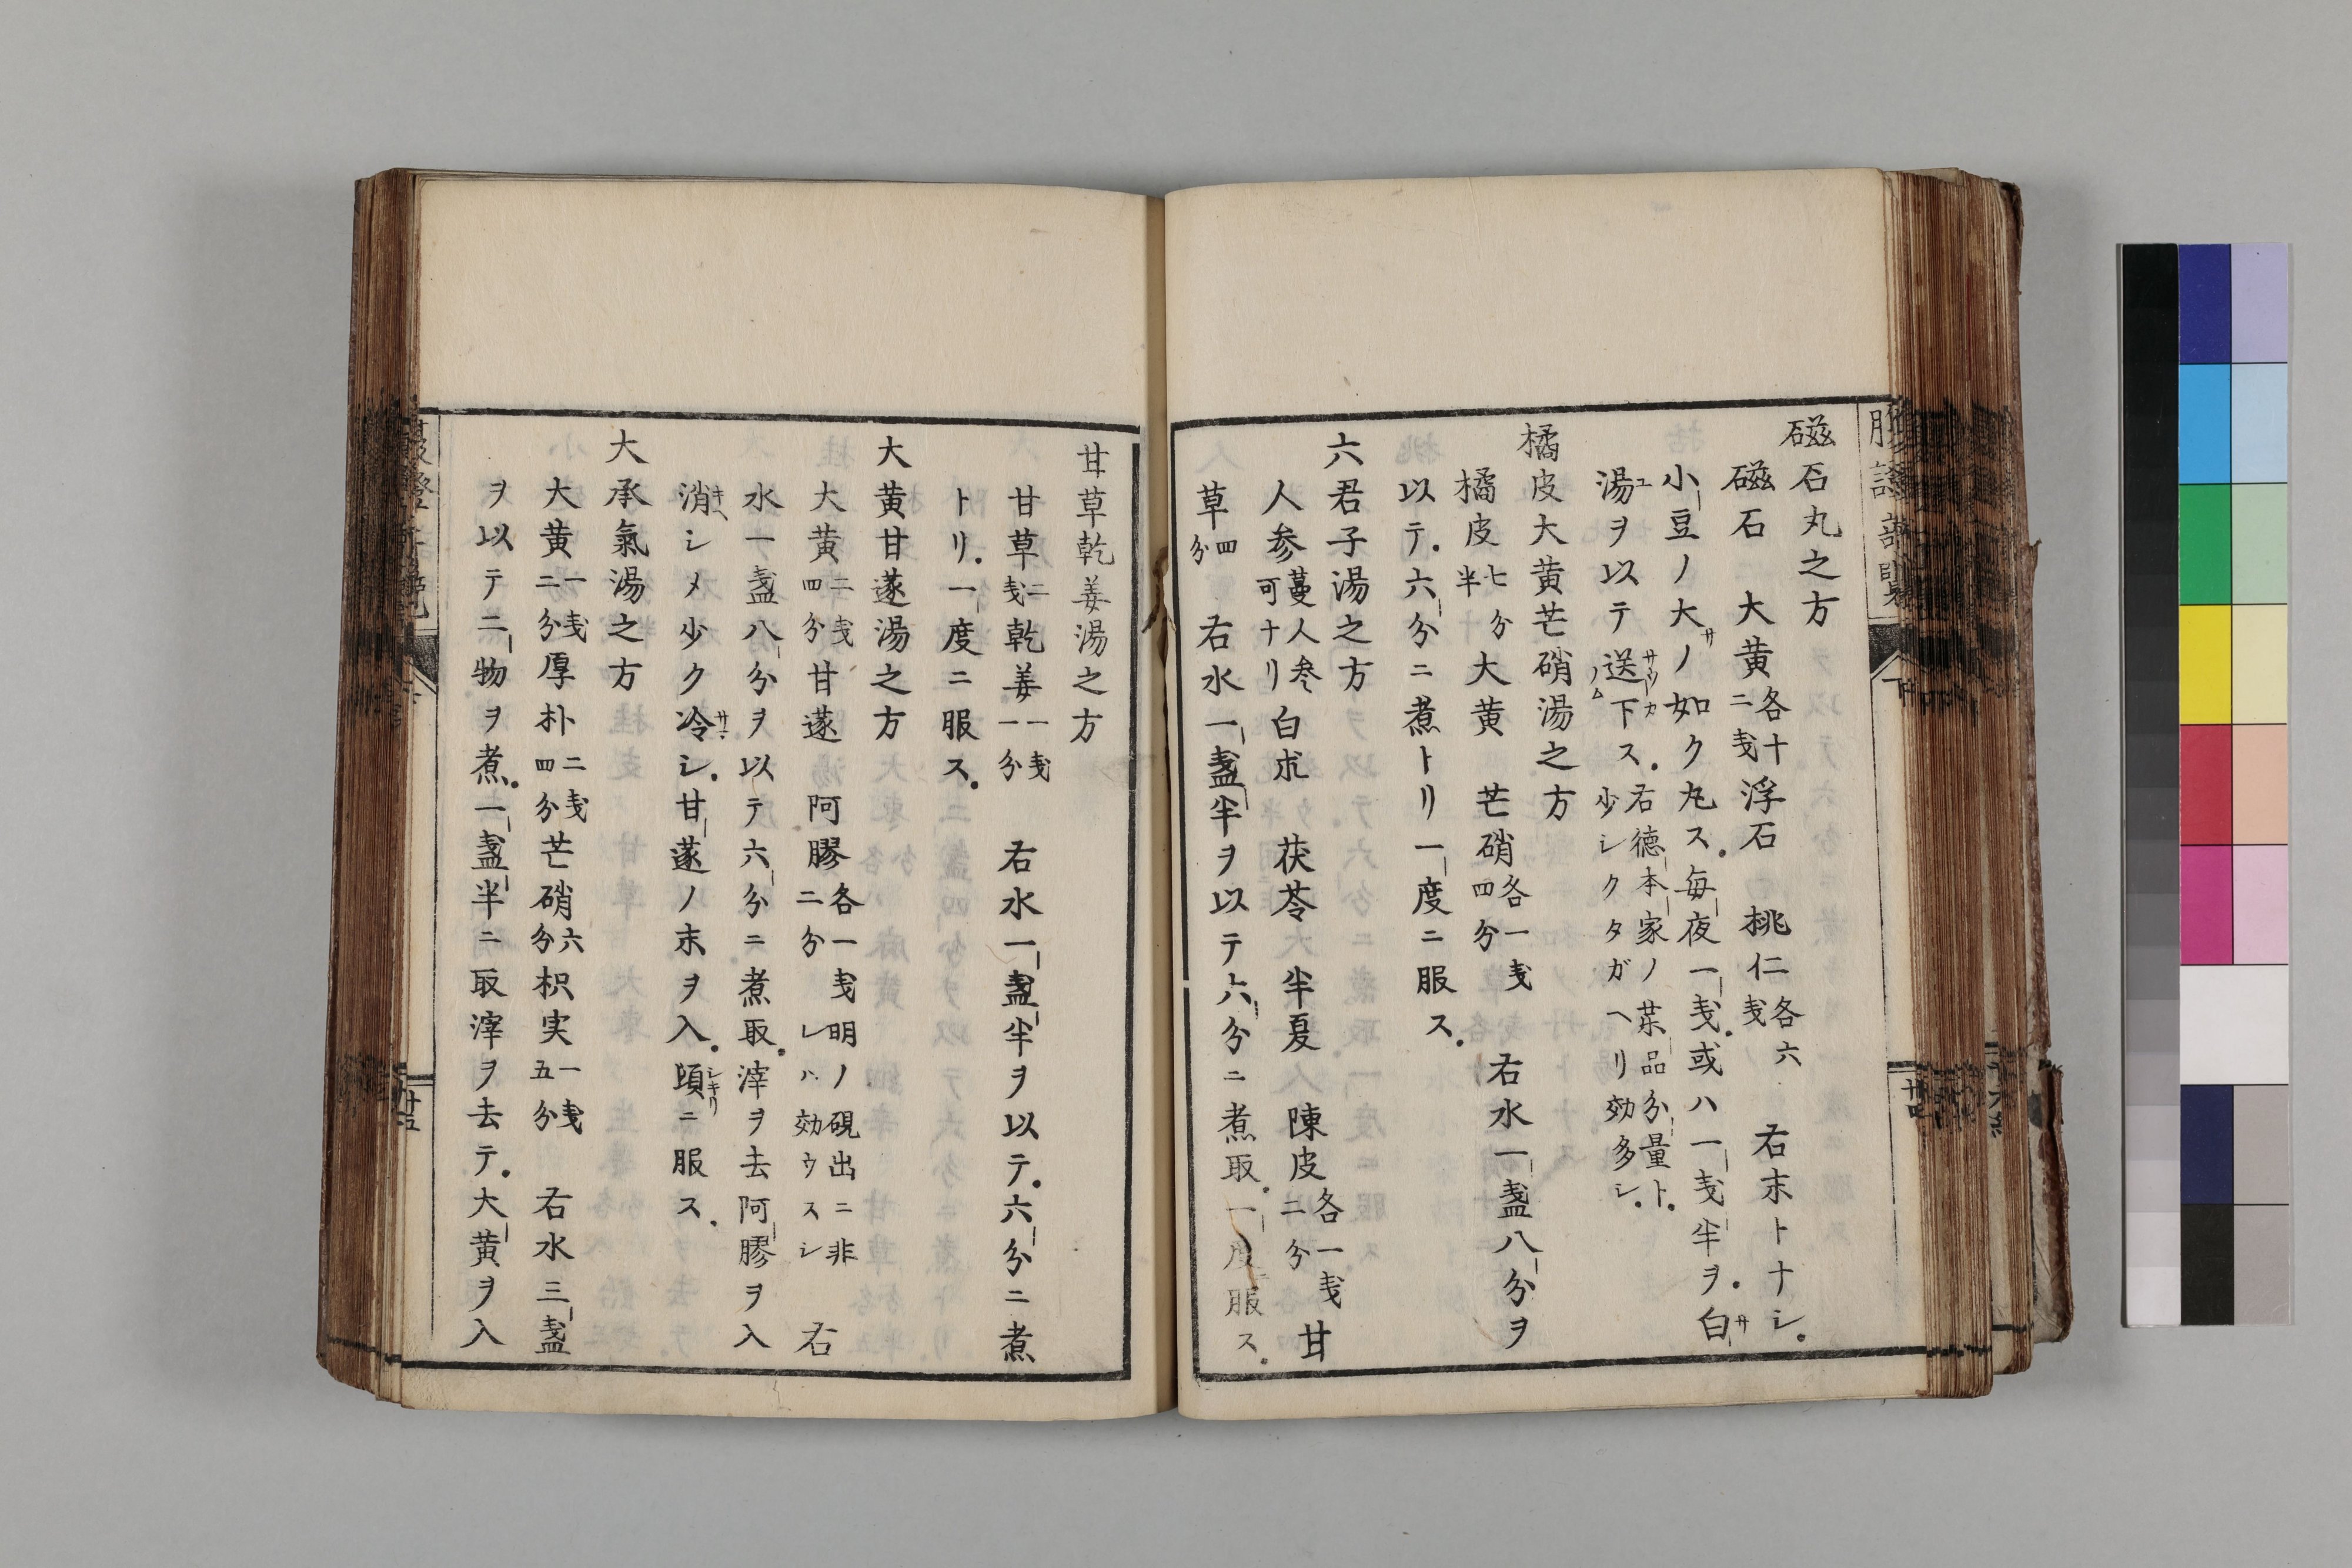 磁石丸之方
磁石　大黄各十二戔浮石　桃仁各六戔　右末トナシ。
小豆ノ大サノ如ク丸ス。毎夜一戔。或ハ一戔半ヲ。白サ
湯ユヲ以テ送下ス。右徳本家ノ薬品分量ト。少シクタガヘリ効多シ。
橘皮大黄芒硝湯之方
橘皮七分半　大黄　芒硝各一戔四分　右水一盞八分ヲ
以テ。六分ニ煮トリ一度ニ服ス。
六君子湯之方
人参蔓人参可ナリ白朮　茯苓　半夏　陳皮各一戔二分　甘
草四分　右水一盞半ヲ以テ六分ニ煮取。一度服ス。
甘草乾姜湯之方
甘草二戔乾姜一戔一分　右水一盞半ヲ以テ。六分ニ煮
トリ。一度ニ服ス。
大黄甘遂湯之方
大黄二戔四分甘遂　阿膠各一戔二分明ノ硯出ニ非レハ効ウスシ　右
水一盞八分ヲ以テ六分ニ煮取。滓ヲ去阿膠ヲ入
消シメ少ク冷シ。甘遂ノ末ヲ入。頃シキリニ服ス。
大承氣湯之方
大黄一戔二分厚朴二戔四分芒硝六分枳実一戔五分　右水三盞
ヲ以テ二物ヲ煮。一盞半ニ取滓ヲ去テ。大黄ヲ入